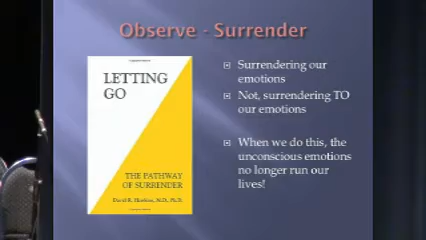 Observe - Surrender
LETTING
GO
THE PATHWAY
OF SURRENDER
David R. Hawkins, M.D., Ph.D.
Surrendering our
emotions
Not, surrendering TO
our emotions
When we do this, the
unconscious emotions
no longer run our
lives!